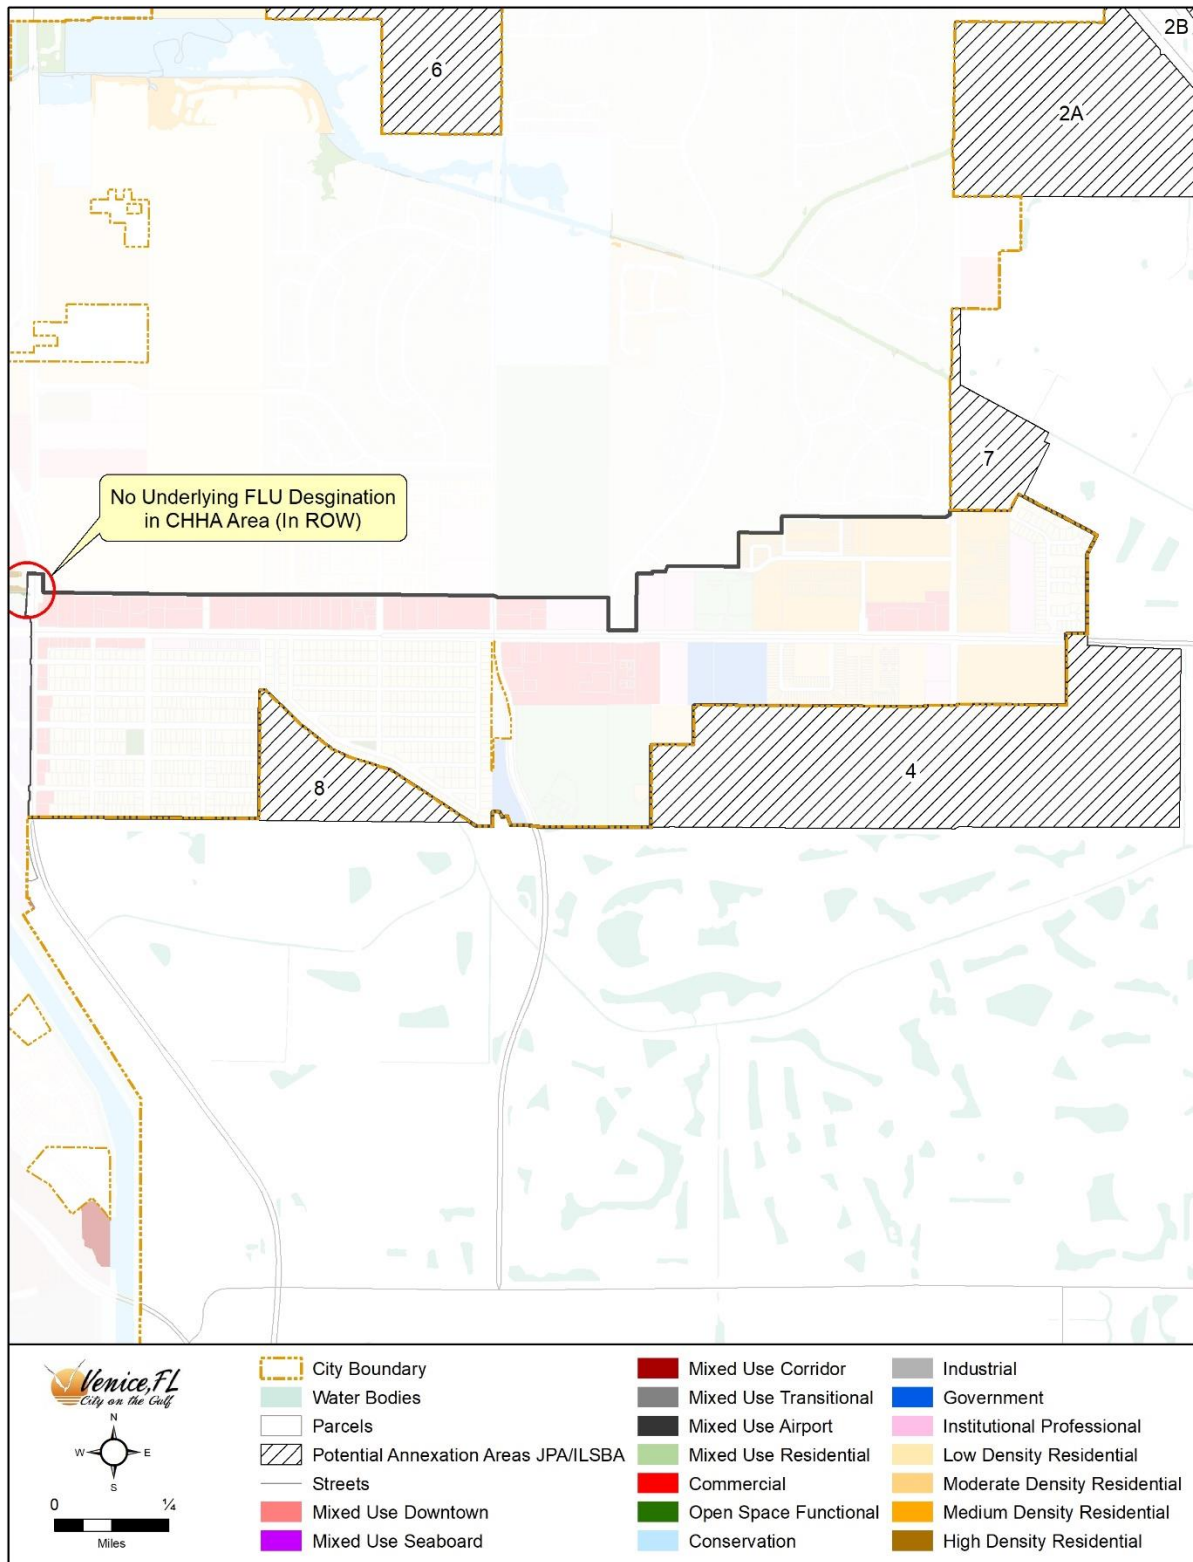 2B
6
2A
7
No Underlying FLU Desgination
in CHHA Area (In ROW)
8
4
Venice, FL
City on the Gulf
N
W E
S
0 ¼
Miles
City Boundary
Water Bodies
Parcels
Potential Annexation Areas JPA/ILSBA
Streets
Mixed Use Downtown
Mixed Use Seaboard
Mixed Use Corridor
Mixed Use Transitional
Mixed Use Airport
Mixed Use Residential
Commercial
Open Space Functional
Conservation
Industrial
Government
Institutional Professional
Low Density Residential
Moderate Density Residential
Medium Density Residential
High Density Residential